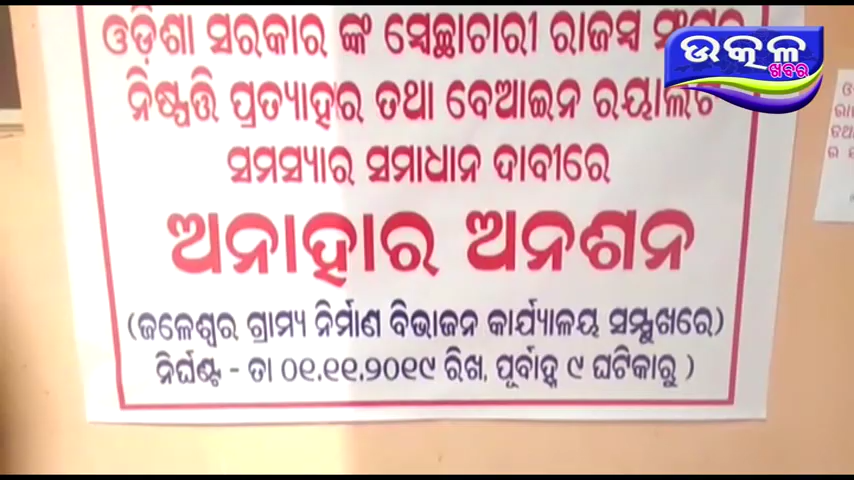 ଓଡ଼ିଶା ସରକାର ଙ୍କ ସ୍ୱେଚ୍ଛାଚାରୀ ରାଜସ୍ୱ
ନିଷ୍ପତ୍ତି ପ୍ରତ୍ୟାହର ତଥା ବେଆଇନ ରୟାଲଟି
ସମସ୍ୟାର ସମାଧାନ ଦାବୀରେ
ଅନାହାର ଅନଶନ
(ଜଳେଶ୍ୱର ଗ୍ରାମ୍ୟ ନିର୍ମାଣ ବିଭାଜନ କାର୍ଯ୍ୟାଳୟ ସମ୍ମୁଖରେ)
ନିର୍ଘଣ୍ଟ - ତା ୦୧.୧୧.୨୦୧୯ ରିଖ, ପୂର୍ବାହ୍ନ ୯ ଘଟିକାରୁ )
ଉତ୍କଳ
ଖବର